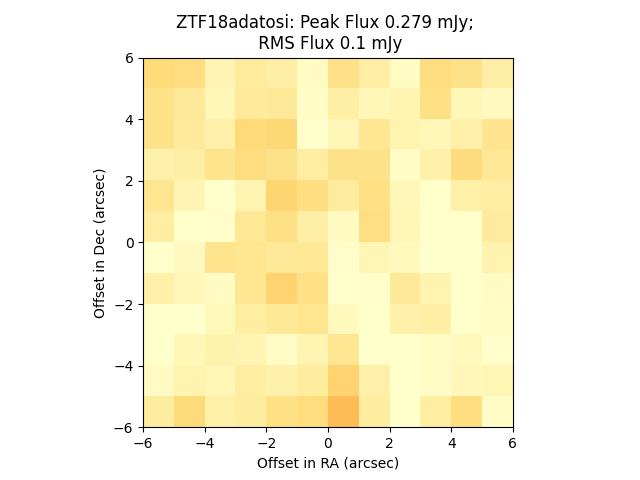 ZTF18adatosi: Peak Flux 0.279 mJy;
RMS Flux 0.1 mJy
6
4
2
0
−2
−4
−6
Offset in Dec (arcsec)
−6 −4 −2 0 2 4 6
Offset in RA (arcsec)